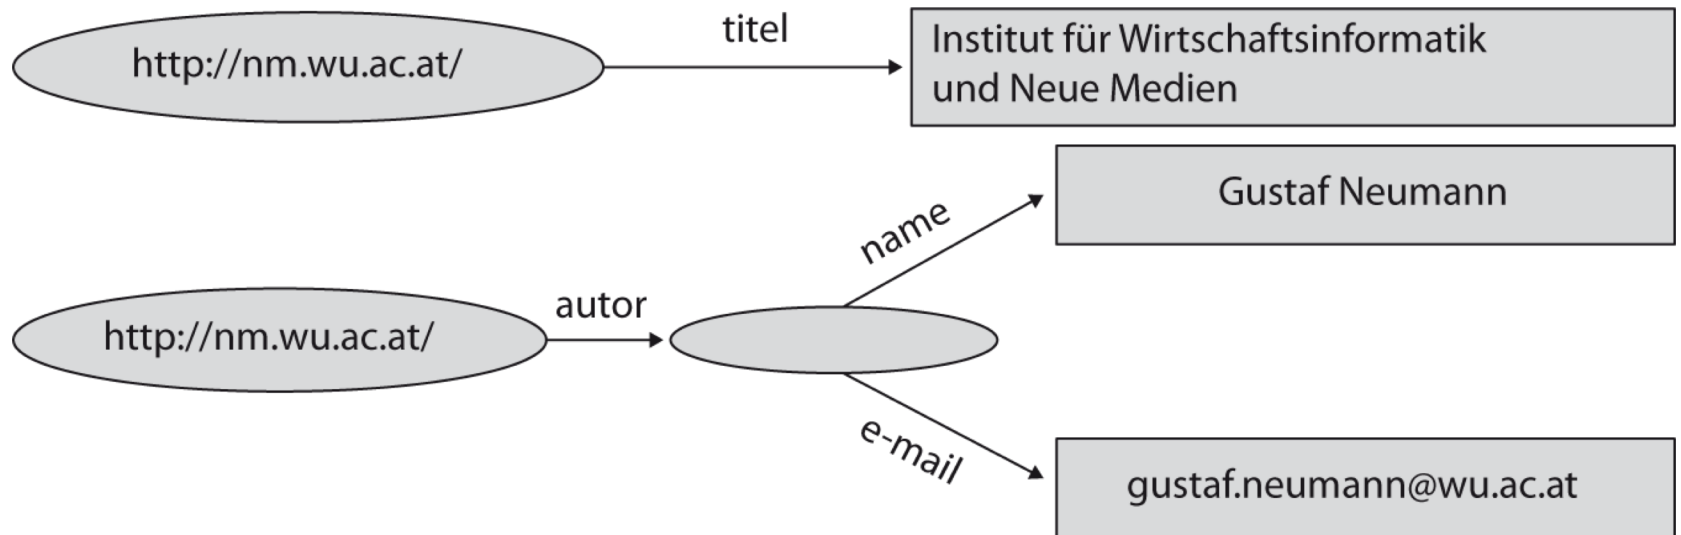 http://nm.wu.ac.at/
titel
Institut für Wirtschaftsinformatik
und Neue Medien
name
Gustaf Neumann
http://nm.wu.ac.at/
autor
e-mail
gustaf.neumann@wu.ac.at